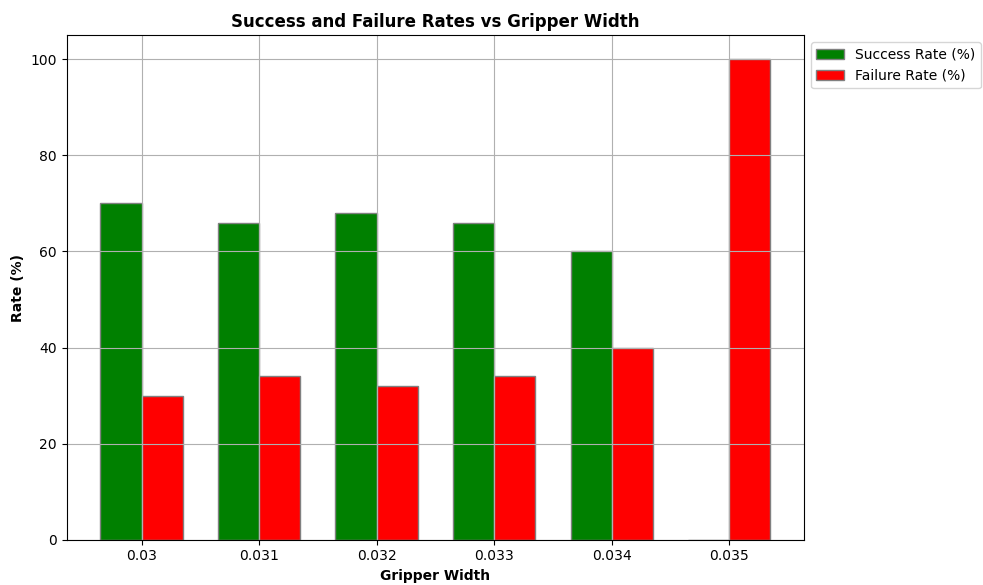 Success and Failure Rates vs Gripper Width
Success Rate (%)
Failure Rate (%)
Rate (%)
100
80
60
40
20
0
0.03 0.031 0.032 0.033 0.034 0.035
Gripper Width